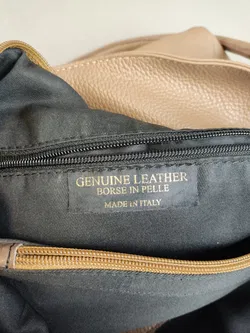 GENUINE LEATHER
BORSE IN PELLE
MADE IN ITALY